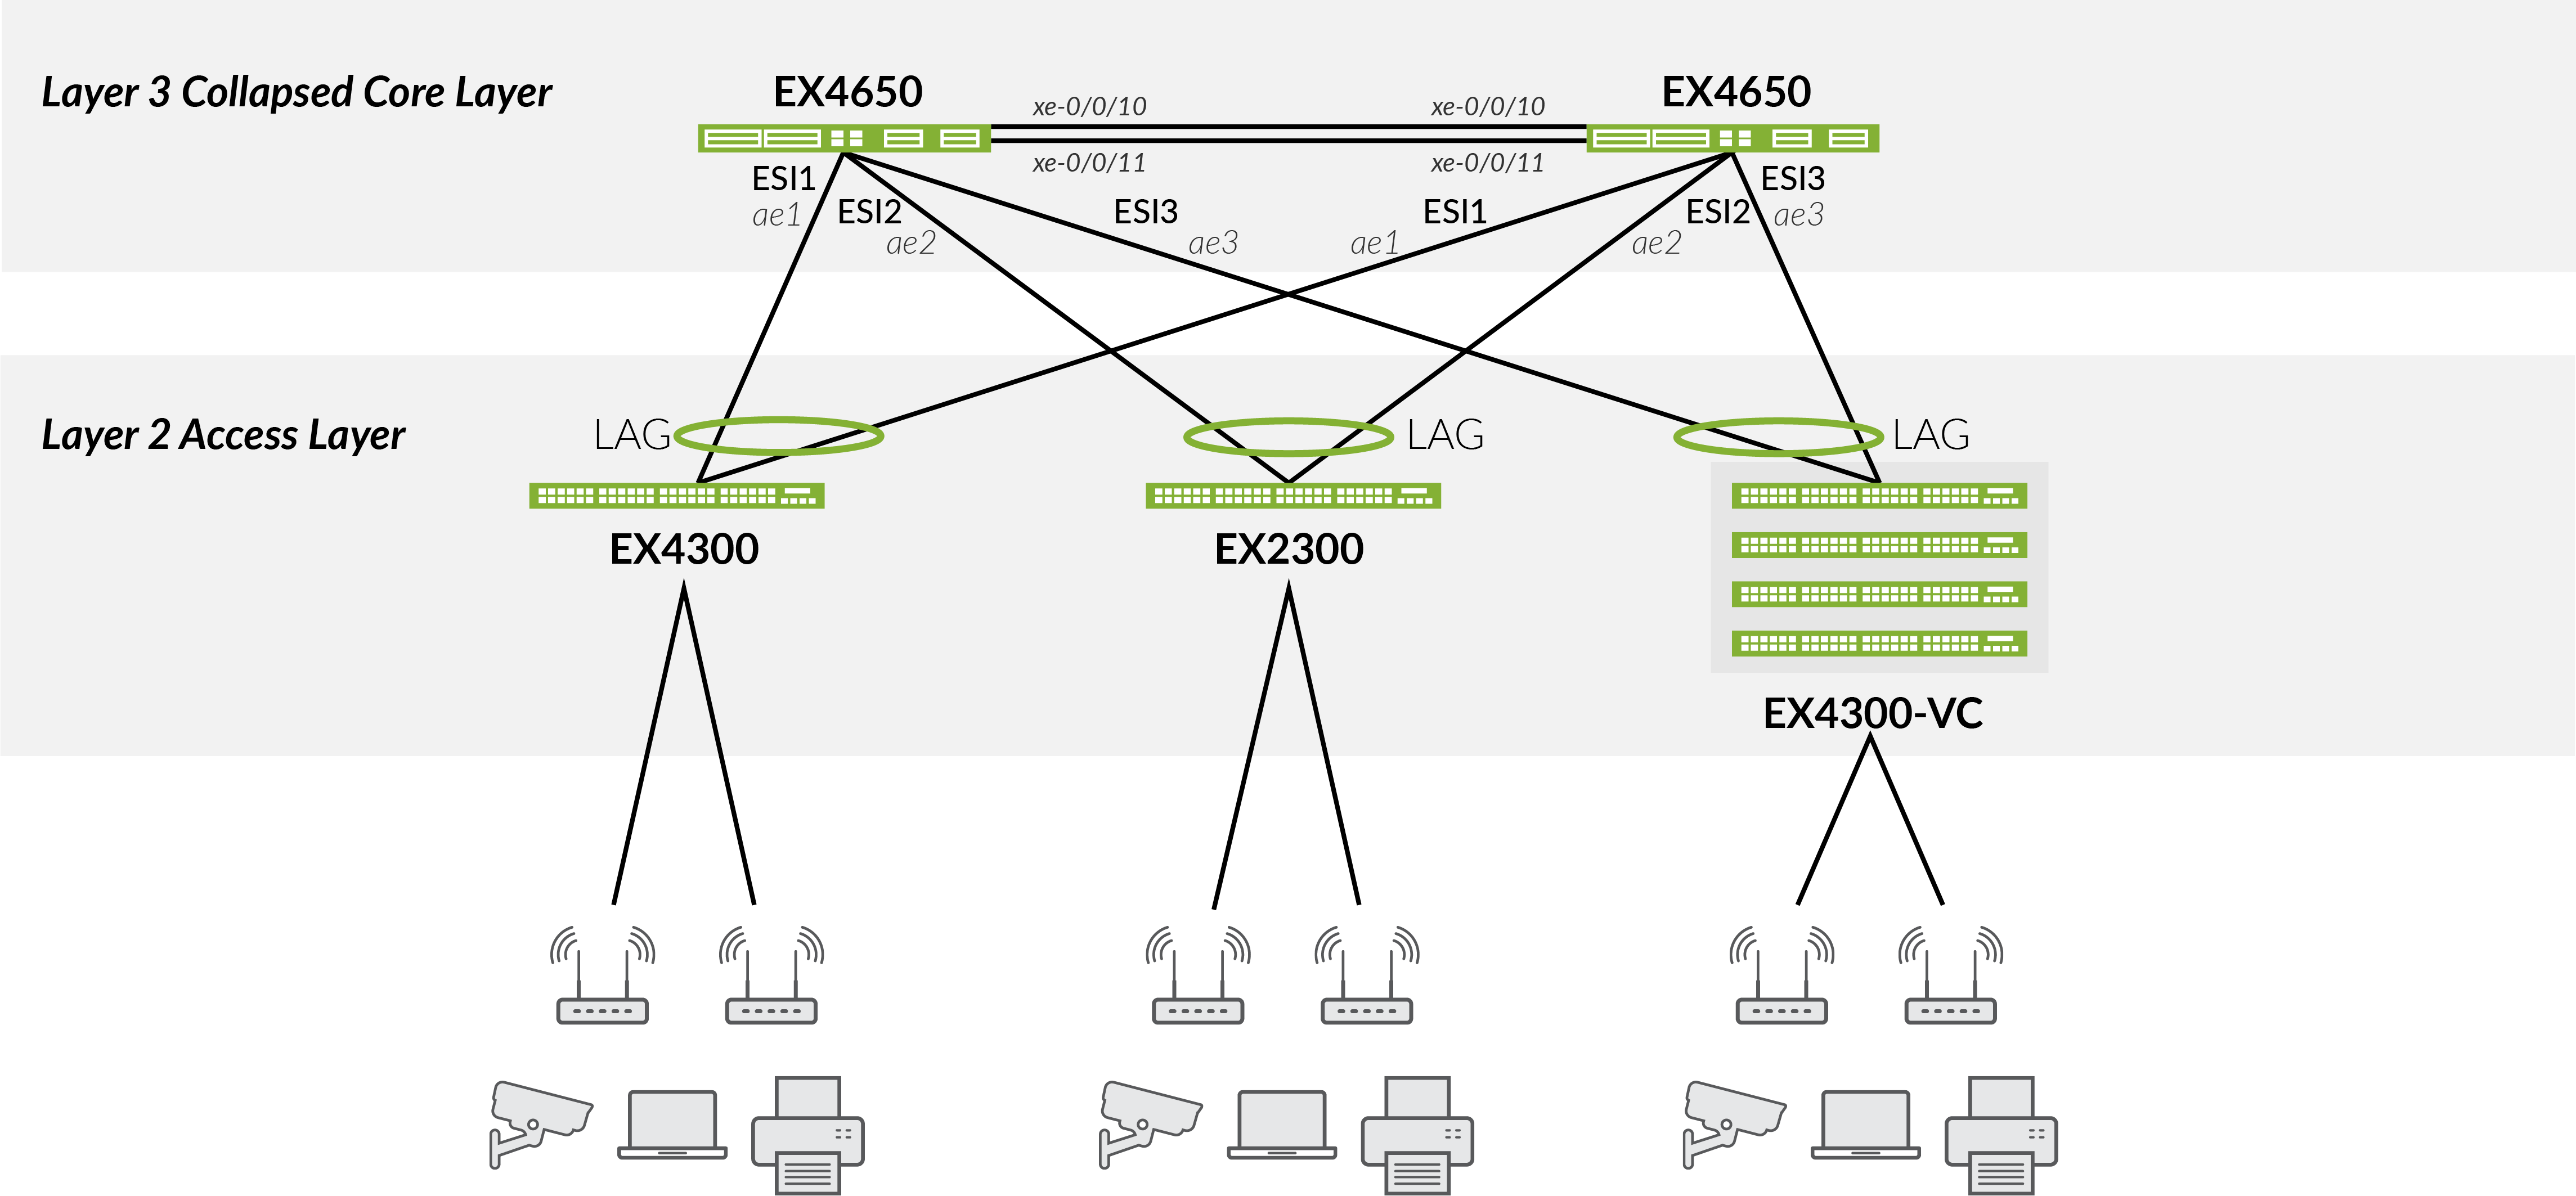 Layer 3 Collapsed Core Layer
EX4650
EX4650
xe-0/0/10
xe-0/0/10
xe-0/0/11
xe-0/0/11
ESI1
ae1
ESI2
ae2
ESI3
ae3
ESI1
ae1
ESI2
ae2
ESI3
ae3
Layer 2 Access Layer
LAG
LAG
LAG
EX4300
EX2300
EX4300-VC